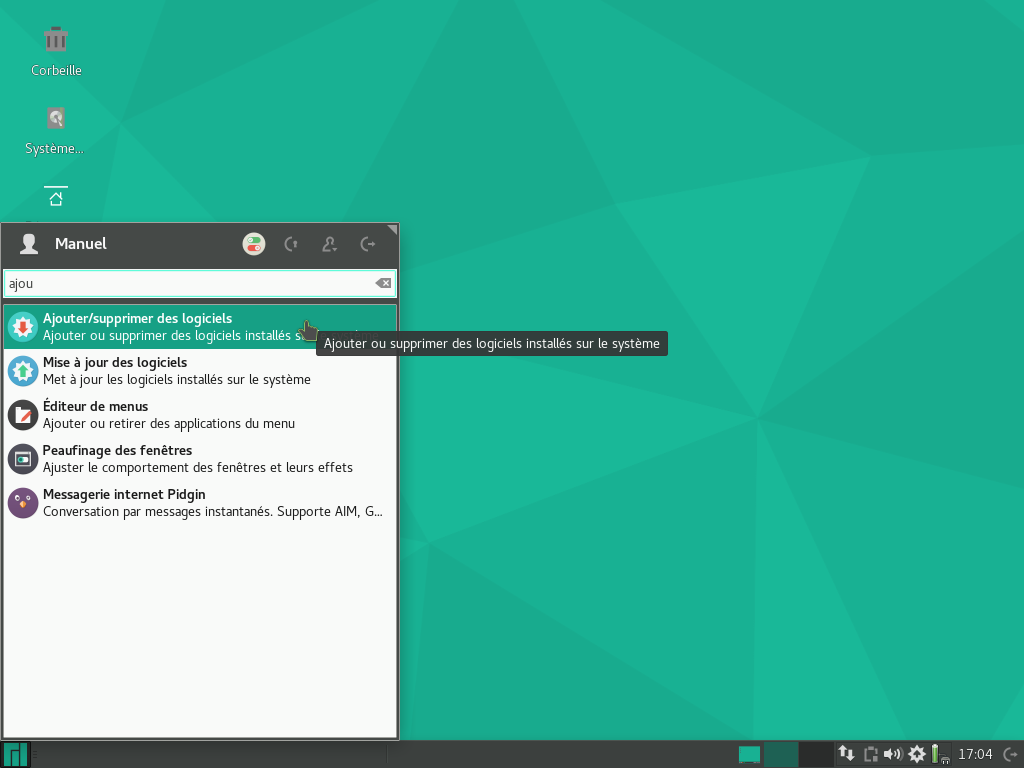 Corbeille
Système...
Manuel
ajou
Ajouter/supprimer des logiciels
Ajouter ou supprimer des logiciels installés
Ajouter ou supprimer des logiciels installés sur le système
Mise à jour des logiciels
Met à jour les logiciels installés sur le système
Éditeur de menus
Ajouter ou retirer des applications du menu
Peaufinage des fenêtres
Ajuster le comportement des fenêtres et leurs effets
Messagerie internet Pidgin
Conversation par messages instantanés. Supporte AIM, G...
17:04